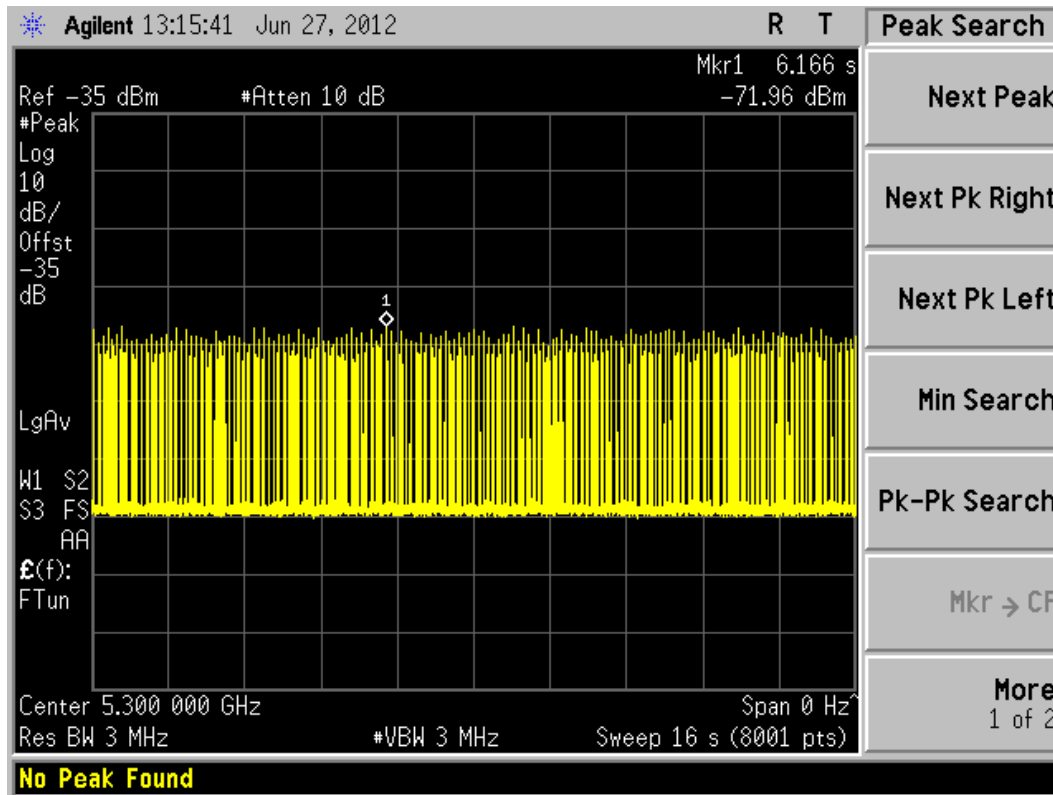 Agilent 13:15:41 Jun 27, 2012 R T
Peak Search
Mkr1 6.166 s
Ref -35 dBm #Atten 10 dB -71.96 dBm
#Peak
Log
10
dB/
Offst
-35
dB
1
LgAv
W1 S2
S3 FS
AA
£(f):
FTun
Center 5.300 000 GHz Span 0 Hz^
Res BW 3 MHz #VBW 3 MHz Sweep 16 s (8001 pts)
Next Peak
Next Pk Right
Next Pk Left
Min Search
Pk-Pk Search
Mkr → CF
More
1 of 2
No Peak Found